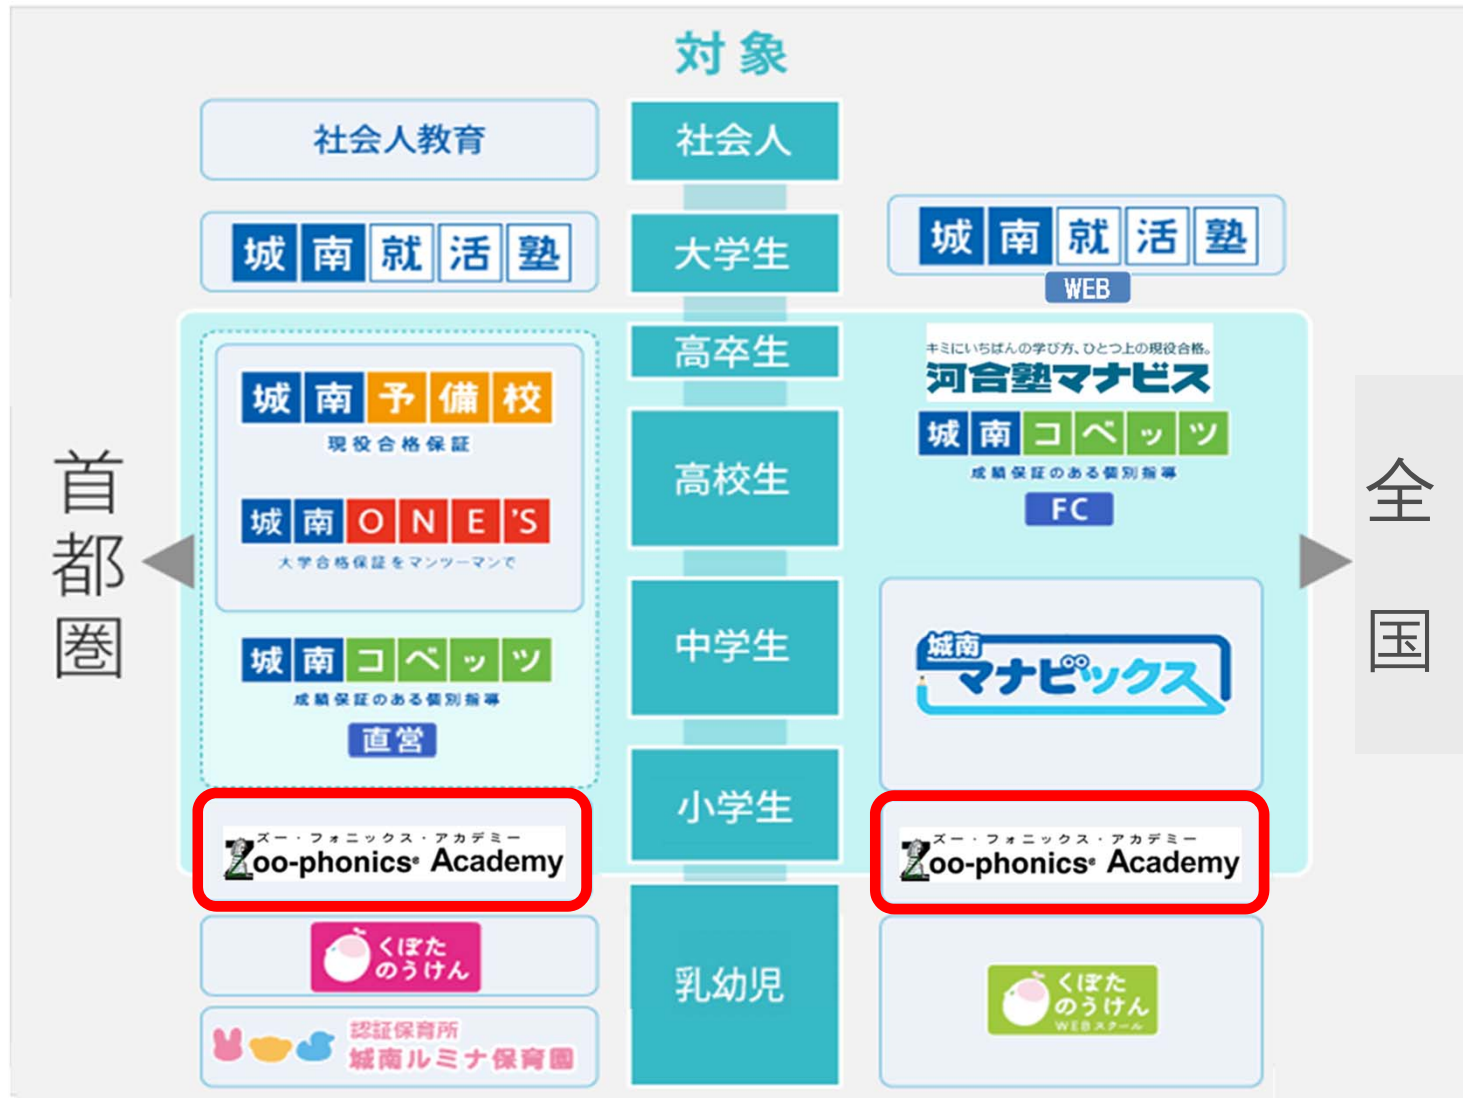 対象
社会人教育
社会人
城南就活塾
大学生
城南就活塾
WEB
高卒生
キミにいちばんの学び方、ひとつ上の現役合格。
河合塾マナビス
城南予備校
現役合格保証
城南コベッツ
成績保証のある個別指導
FC
高校生
城南ONE'S
大学合格保証をマンツーマンで
首都圏
全国
城南コベッツ
成績保証のある個別指導
直営
中学生
城南
マナビックス
小学生
ズー・フォニックス・アカデミー
Zoo-phonics® Academy
ズー・フォニックス・アカデミー
Zoo-phonics® Academy
くぼた
のうけん
乳幼児
くぼた
のうけん
WEBスクール
認証保育所
城南ルミナ保育園